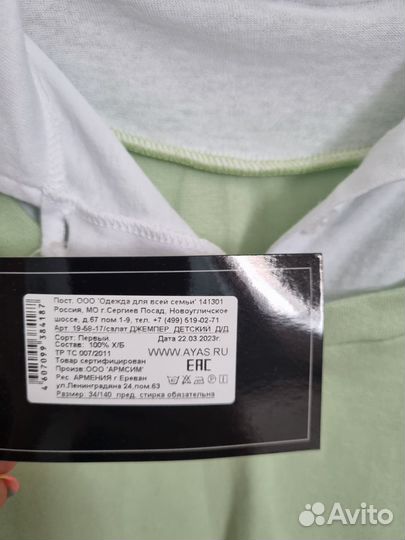 Пост. ООО "Одежда для всей семьи" 141301
Россия, МО г.Сергиев Посад, Новоугличское
шоссе, д.67 пом.1-9, тел. +7 (499) 519-02-71
Арт. 19-68-17/салат ДЖЕМПЕР ДЕТСКИЙ Д/Д
Сорт: Первый. Дата 22.03.2023г.
Состав: 100% Х/Б
ТР ТС 007/2011 WWW.AYAS.RU
Товар сертифицирован EAC
Произв.ООО "АРМСИМ"
Рес. АРМЕНИЯ г Ереван
ул.Ленинградяна 24,пом.63
Размер: 34/140 пред. стирка обязательна
4607099384187
Avito